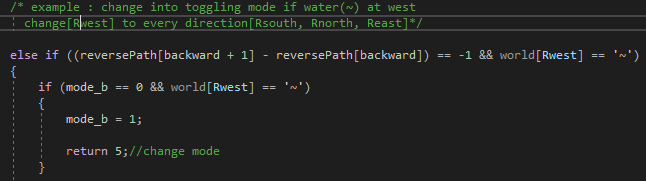 /* example : change into toggling mode if water(~) at west
change[Rwest] to every direction[Rsouth, Rnorth, Reast]*/
else if ((reversePath[backward + 1] - reversePath[backward]) == -1 && world[Rwest] == '~')
{
if (mode_b == 0 && world[Rwest] == '~')
{
mode_b = 1;
return 5;//change mode
}